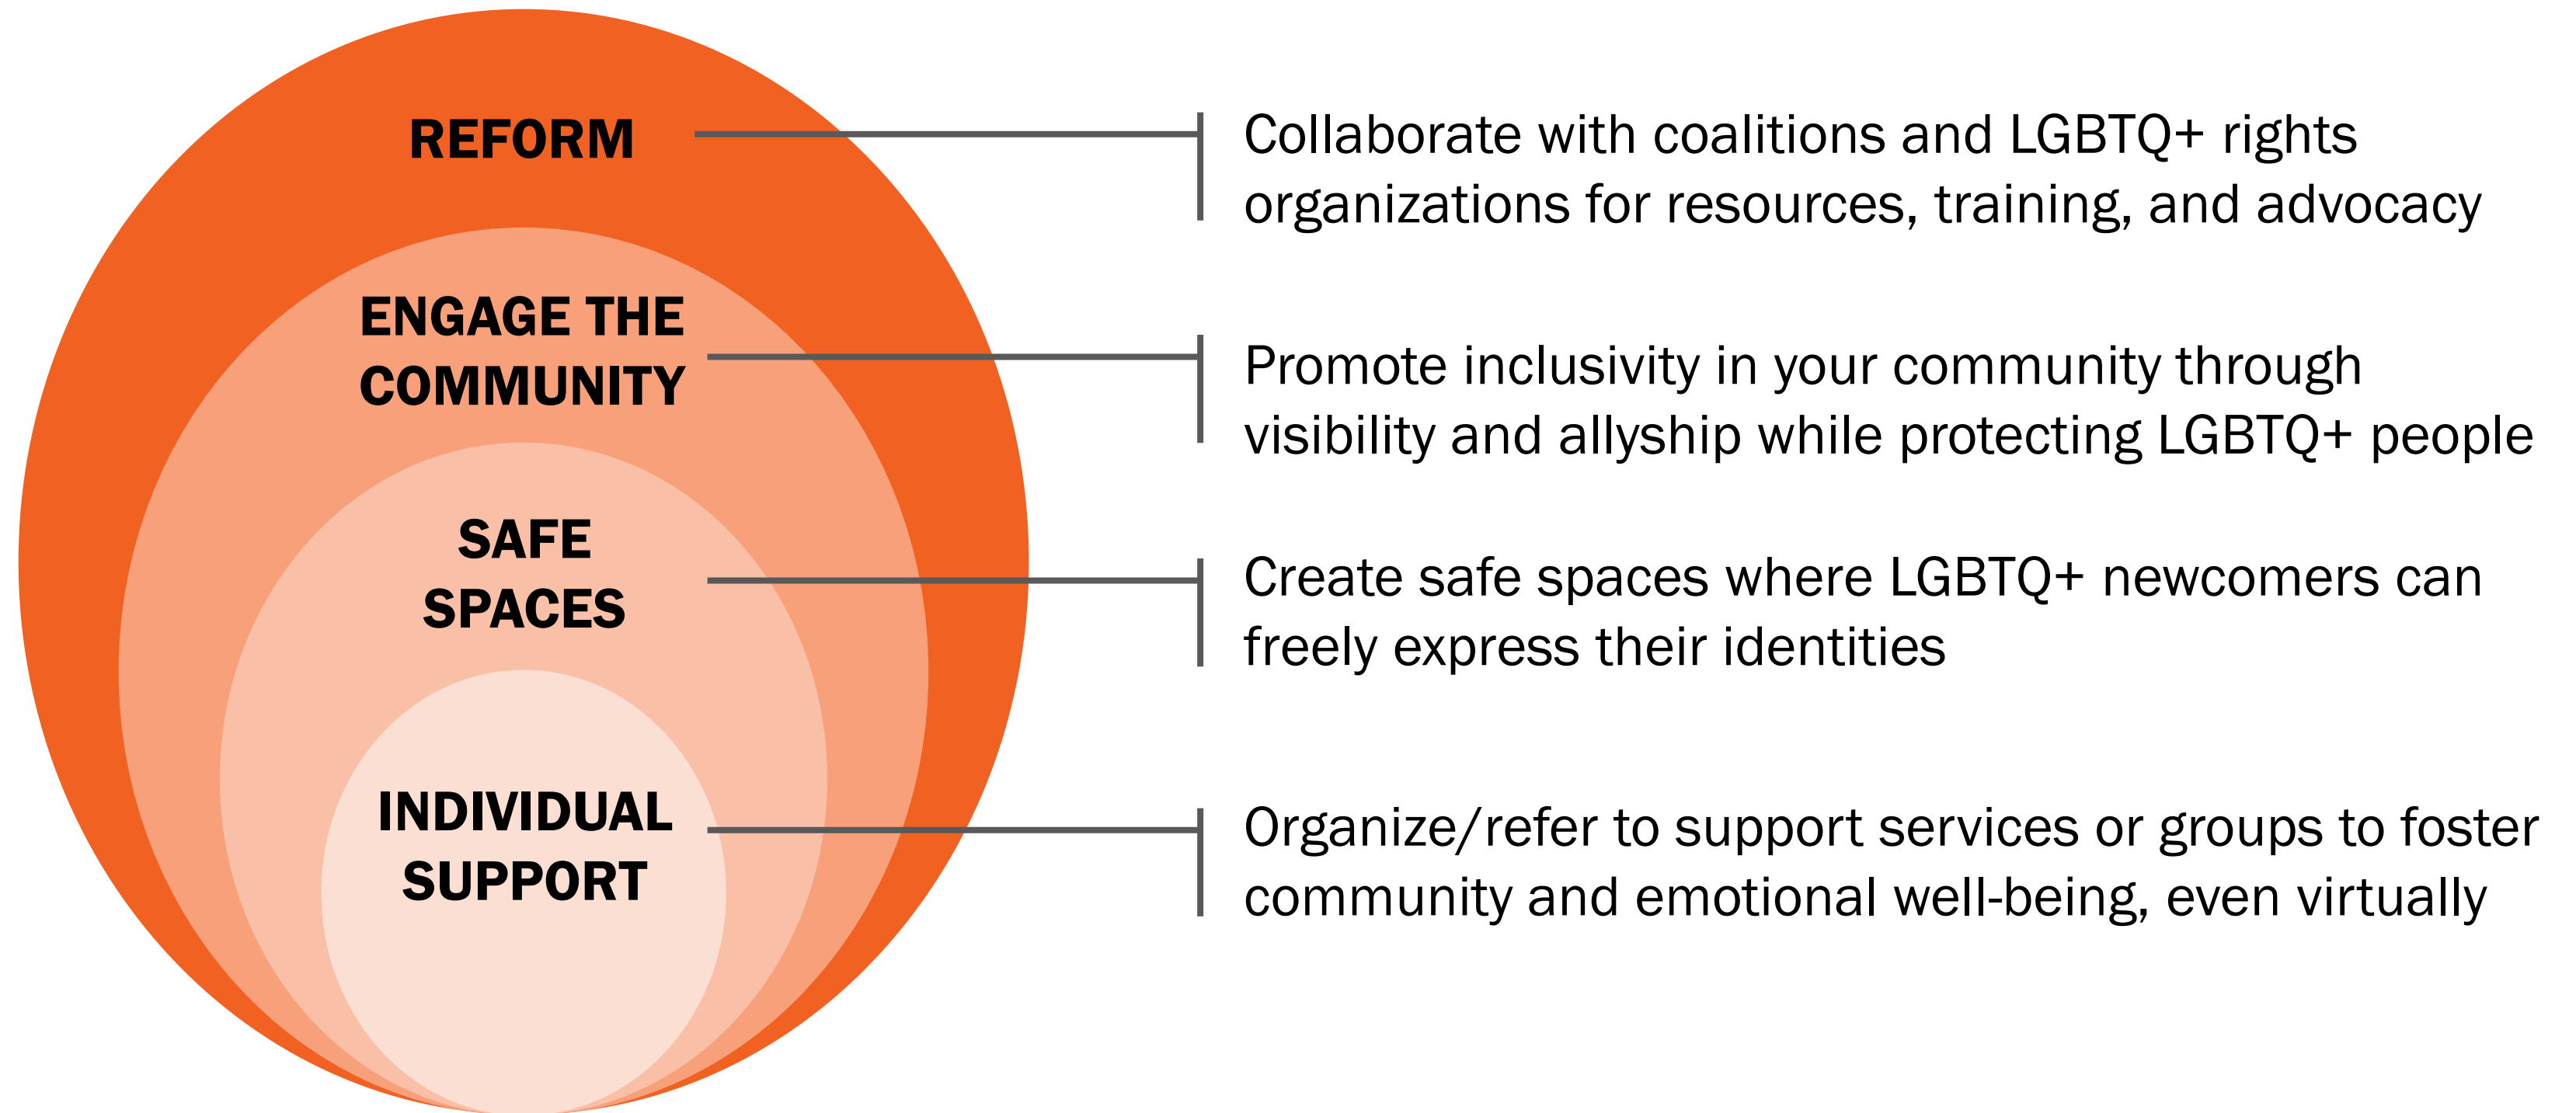 REFORM
Collaborate with coalitions and LGBTQ+ rights
organizations for resources, training, and advocacy
ENGAGE THE
COMMUNITY
Promote inclusivity in your community through
visibility and allyship while protecting LGBTQ+ people
SAFE
SPACES
Create safe spaces where LGBTQ+ newcomers can
freely express their identities
INDIVIDUAL
SUPPORT
Organize/refer to support services or groups to foster
community and emotional well-being, even virtually